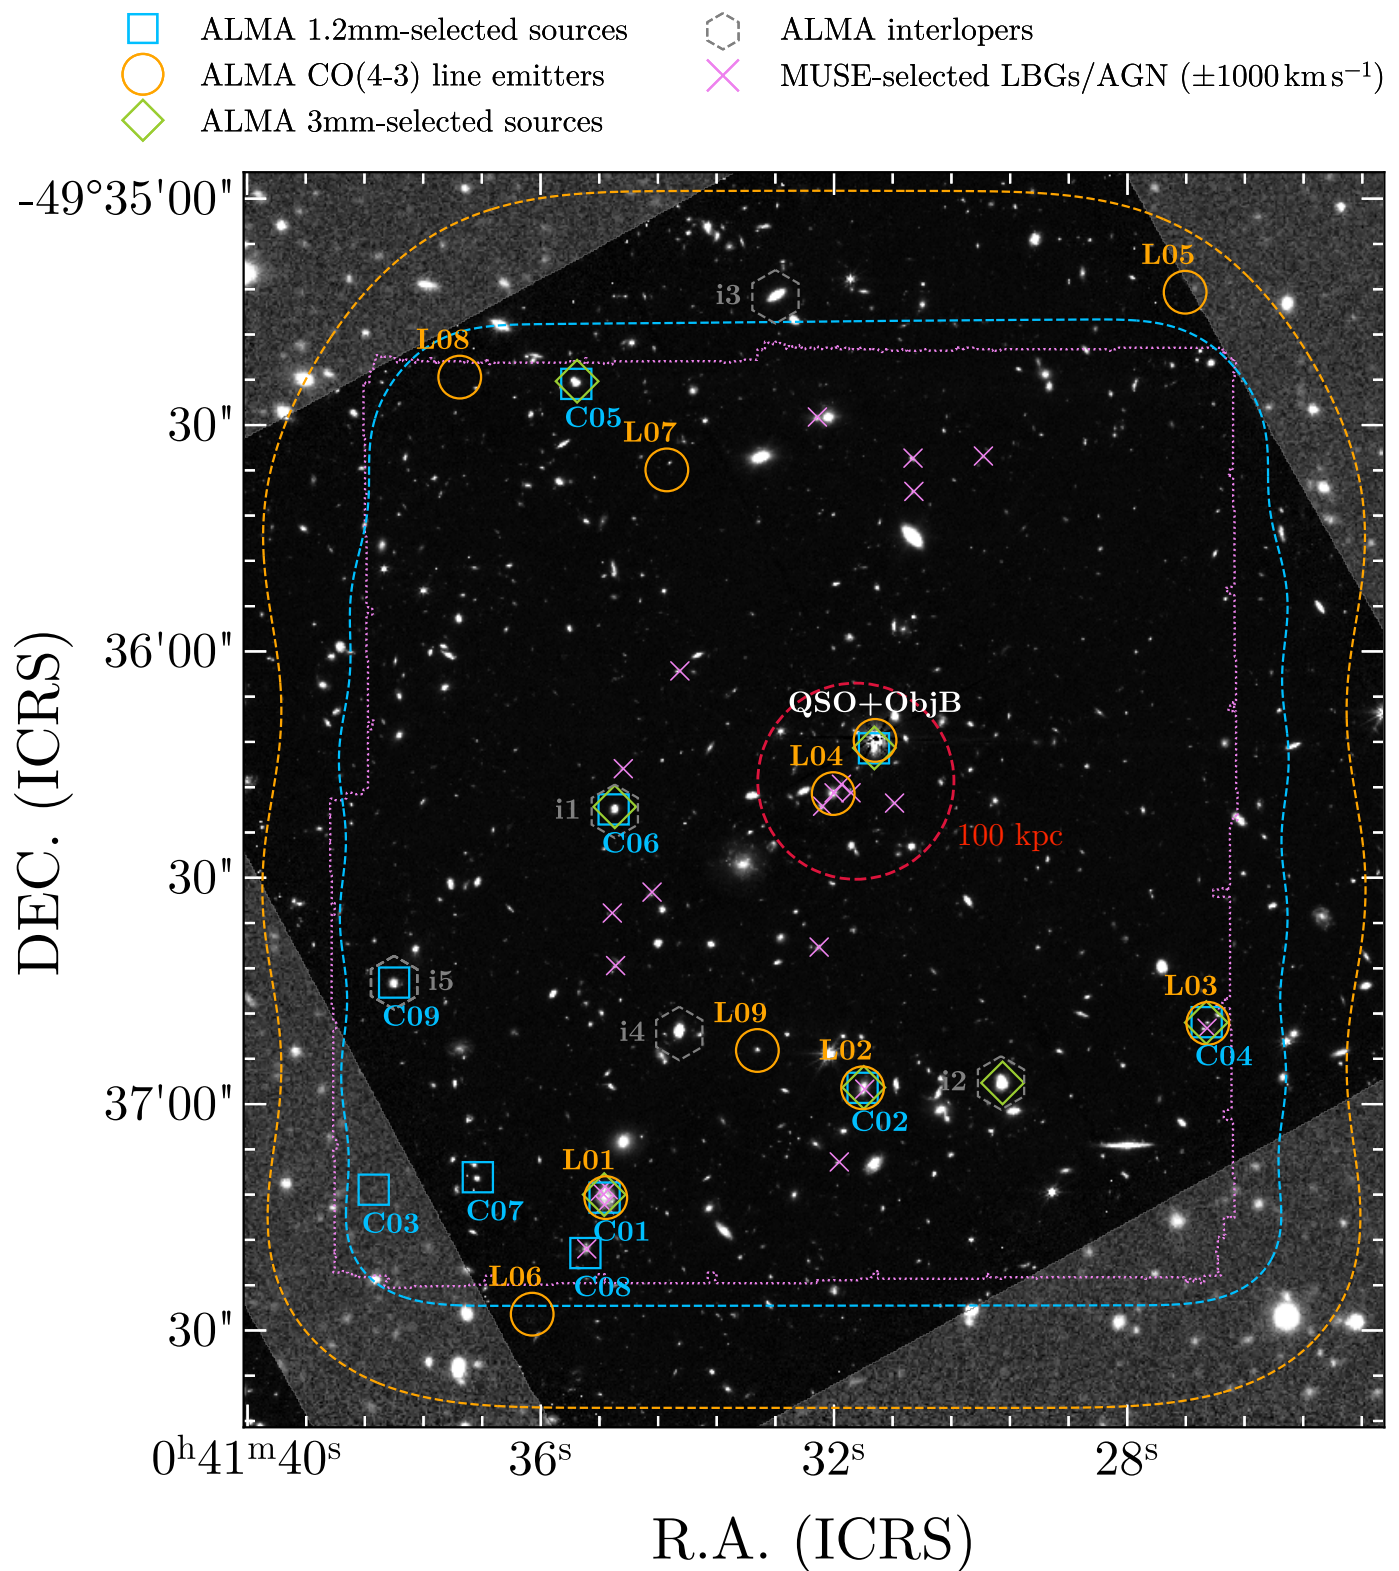 ALMA 1.2mm-selected sources
ALMA CO(4-3) line emitters
ALMA 3mm-selected sources
ALMA interlopers
MUSE-selected LBGs/AGN (±1000 km s⁻¹)
-49°35'00"
30"
36'00"
30"
37'00"
30"
DEC. (ICRS)
L05
i3
L08
C05
L07
QSO+ObjB
L04
i1
C06
100 kpc
i5
C09
L03
i4
L09
L02
C04
i2
C02
L01
C07
C03
C01
L06
C08
0ʰ41ᵐ40ˢ
36ˢ
32ˢ
28ˢ
R.A. (ICRS)